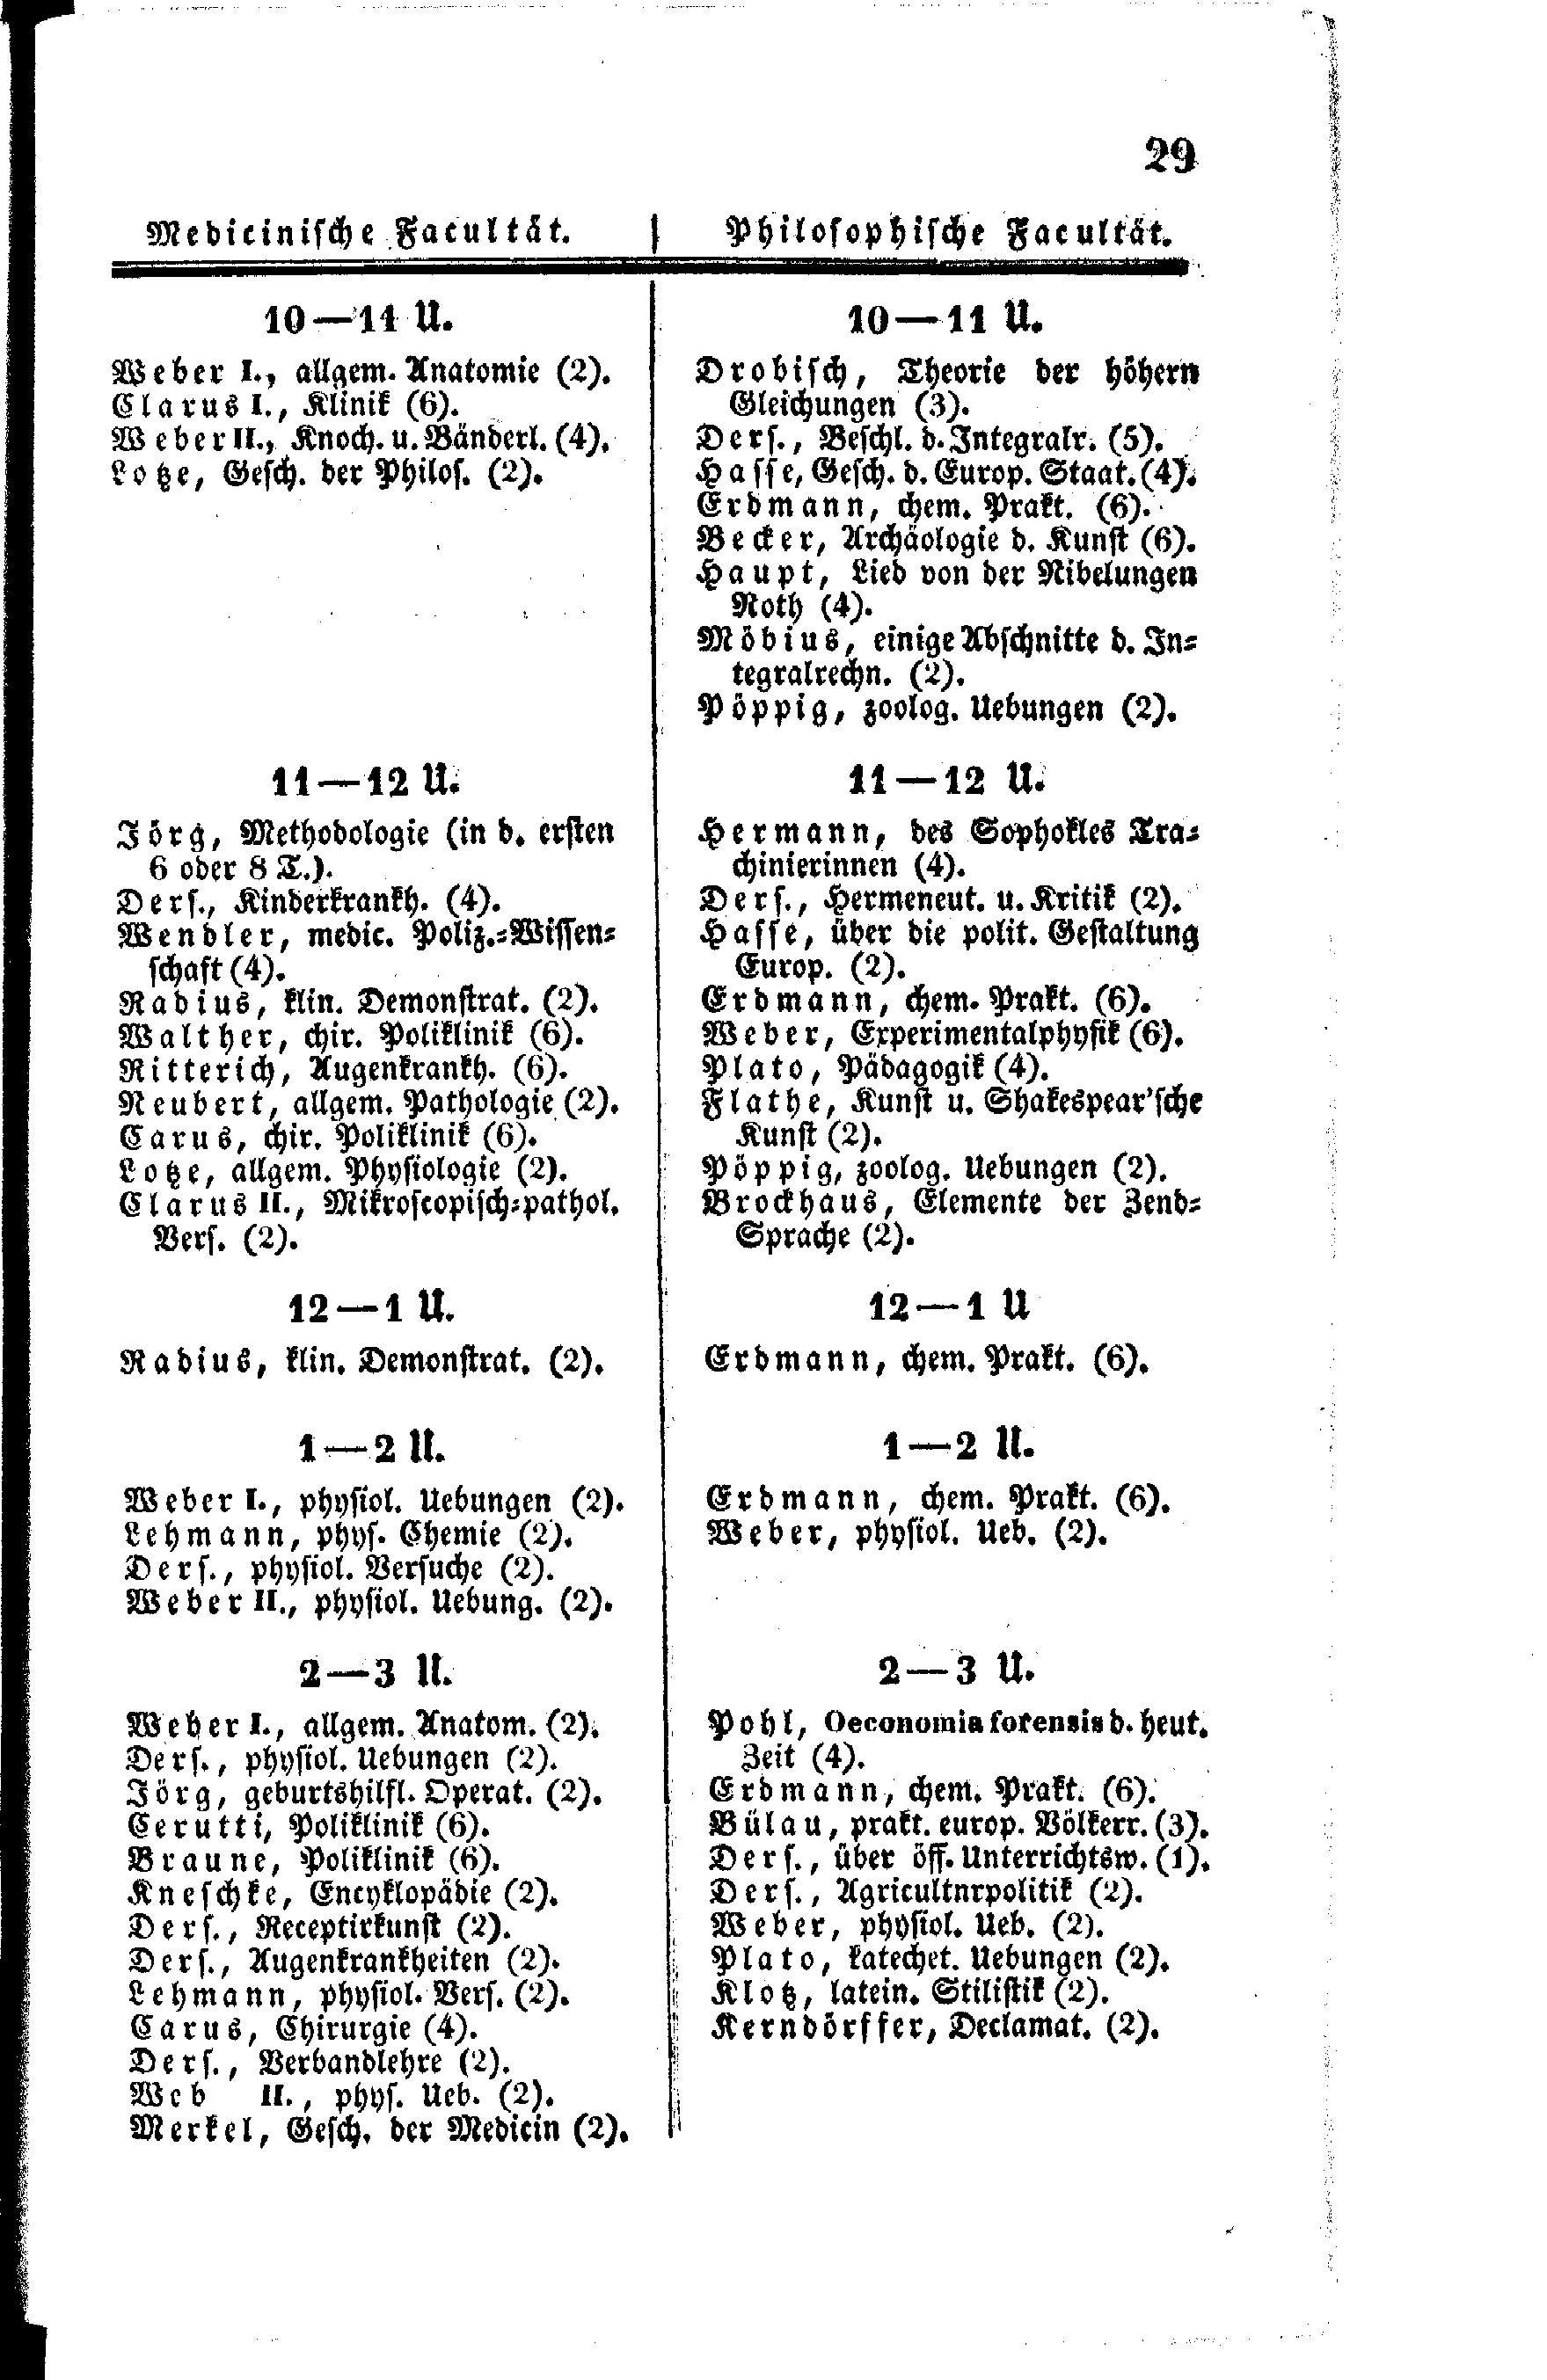 29
Medicinische Facultät.
10—11 U.
Weber I., allgem. Anatomie (2).
Clarus I., Klinik (6).
Weber II., Knoch. u. Bänderl. (4).
Lotze, Gesch. der Philos. (2).
11—12 U.
Jörg, Methodologie (in d. ersten
6 oder 8 T.).
Ders., Kinderkrankh. (4).
Wendler, medic. Poliz.-Wissen-
schaft (4).
Radius, klin. Demonstrat. (2).
Walther, chir. Poliklinik (6).
Ritterich, Augenkrankh. (6).
Neubert, allgem. Pathologie (2).
Carus, chir. Poliklinik (6).
Lotze, allgem. Physiologie (2).
Clarus II., Mikroscopisch-pathol.
Vers. (2).
12—1 U.
Radius, klin. Demonstrat. (2).
1—2 U.
Weber I., physiol. Uebungen (2).
Lehmann, phys. Chemie (2).
Ders., physiol. Versuche (2).
Weber II., physiol. Uebung. (2).
2—3 U.
Weber I., allgem. Anatom. (2).
Ders., physiol. Uebungen (2).
Jörg, geburtshilfl. Operat. (2).
Cerutti, Poliklinik (6).
Braune, Poliklinik (6).
Kneschke, Encyklopädie (2).
Ders., Receptirkunst (2).
Ders., Augenkrankheiten (2).
Lehmann, physiol. Vers. (2).
Carus, Chirurgie (4).
Ders., Verbandlehre (2).
Web II., phys. Ueb. (2).
Merkel, Gesch. der Medicin (2).
Philosophische Facultät.
10—11 U.
Drobisch, Theorie der höhern
Gleichungen (3).
Ders., Beschl. d. Integralr. (5).
Hasse, Gesch. d. Europ. Staat. (4).
Erdmann, chem. Prakt. (6).
Becker, Archäologie d. Kunst (6).
Haupt, Lied von der Nibelungen
Noth (4).
Möbius, einige Abschnitte d. In-
tegralrechn. (2).
Pöppig, zoolog. Uebungen (2).
11—12 U.
Hermann, des Sophokles Tra-
chinierinnen (4).
Ders., Hermeneut. u. Kritik (2).
Hasse, über die polit. Gestaltung
Europ. (2).
Erdmann, chem. Prakt. (6).
Weber, Experimentalphysik (6).
Plato, Pädagogik (4).
Flathe, Kunst u. Shakespear'sche
Kunst (2).
Pöppig, zoolog. Uebungen (2).
Brockhaus, Elemente der Zend-
Sprache (2).
12—1 U
Erdmann, chem. Prakt. (6).
1—2 U.
Erdmann, chem. Prakt. (6).
Weber, physiol. Ueb. (2).
2—3 U.
Pohl, Oeconomia forensis d. heut.
Zeit (4).
Erdmann, chem. Prakt. (6).
Bülau, prakt. europ. Völkerr. (3).
Ders., über öff. Unterrichtsw. (1).
Ders., Agricultnrpolitik (2).
Weber, physiol. Ueb. (2).
Plato, katechet. Uebungen (2).
Klotz, latein. Stilistik (2).
Kerndörffer, Declamat. (2).